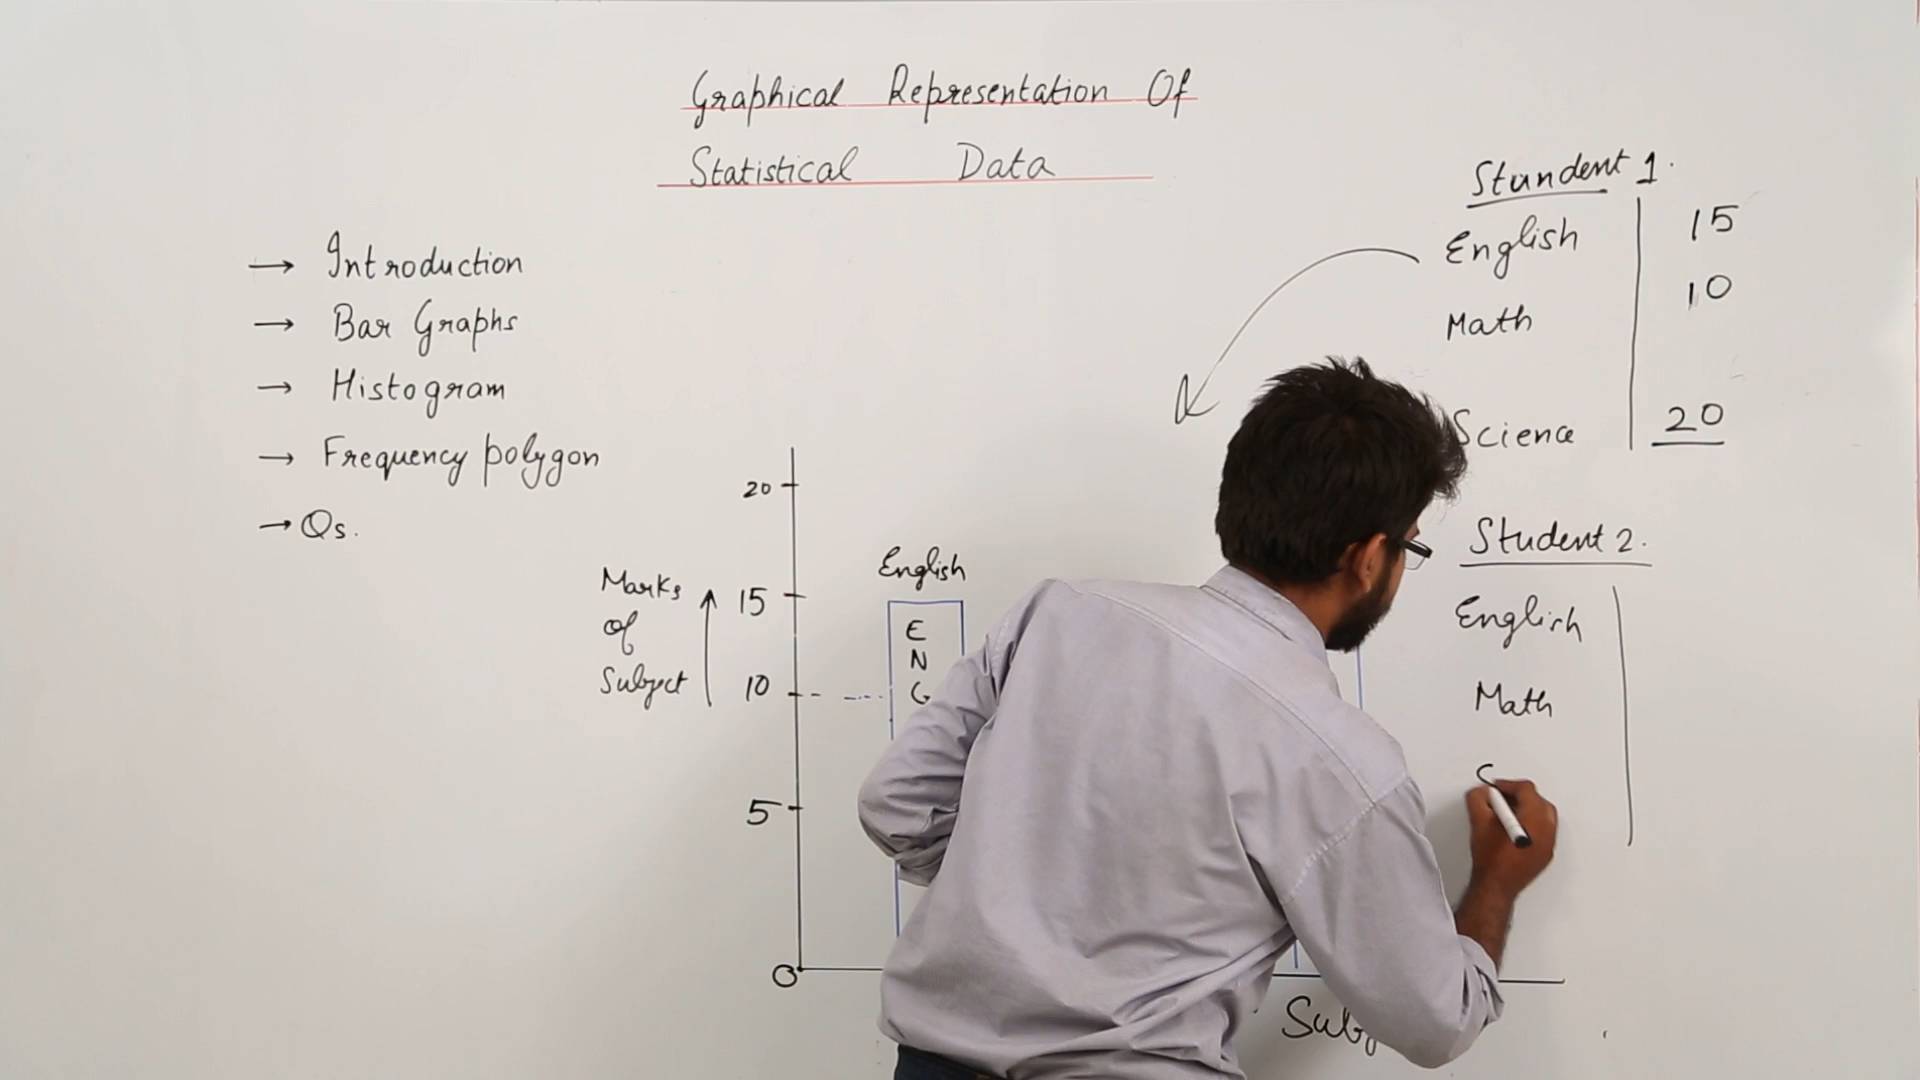 Graphical Representation Of
Statistical Data
→ Introduction
→ Bar Graphs
→ Histogram
→ Frequency polygon
→ Qs.
Stundent 1.
English 15
Math 10
Science 20
Student 2.
English
Math
S
20
15
10
5
0
Marks
of
Subject
English
E
N
G